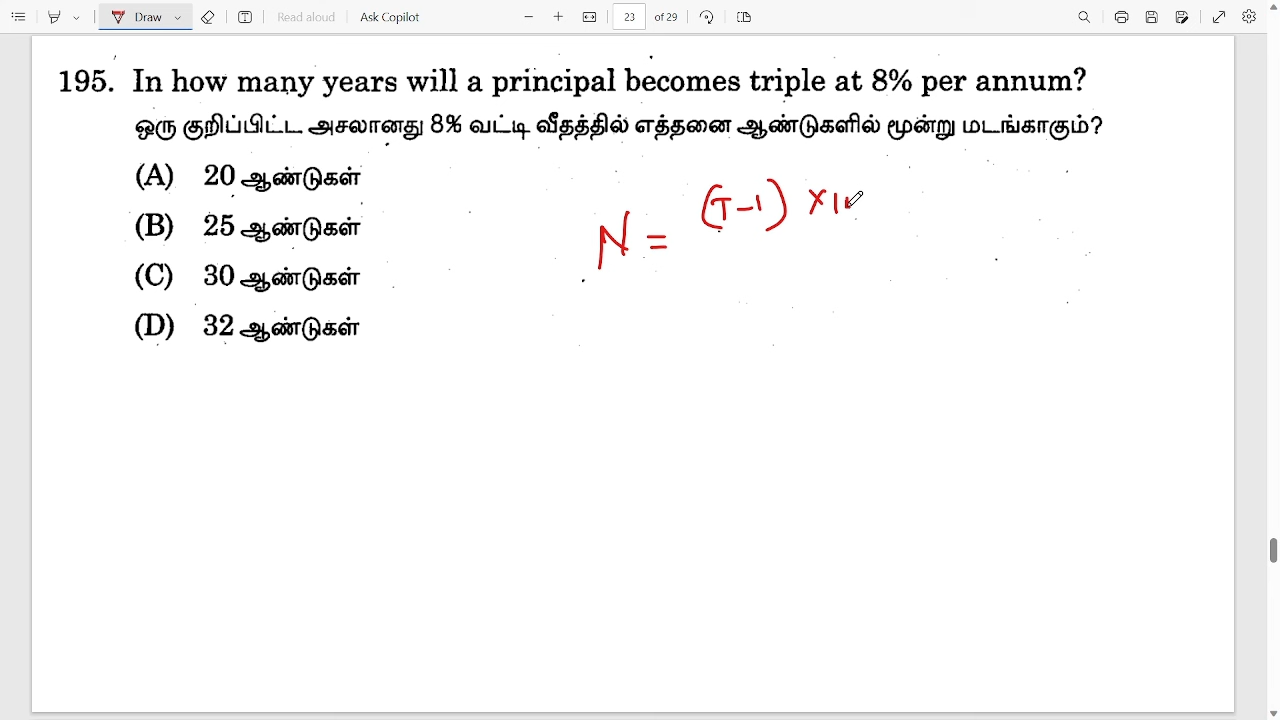 Draw
Read aloud
Ask Copilot
23
of 29
195. In how many years will a principal becomes triple at 8% per annum?
ஒரு குறிப்பிட்ட அசலானது 8% வட்டி வீதத்தில் எத்தனை ஆண்டுகளில் மூன்று மடங்காகும்?
(A) 20 ஆண்டுகள்
(B) 25 ஆண்டுகள்
(C) 30 ஆண்டுகள்
(D) 32 ஆண்டுகள்
N = (T-1) ×1